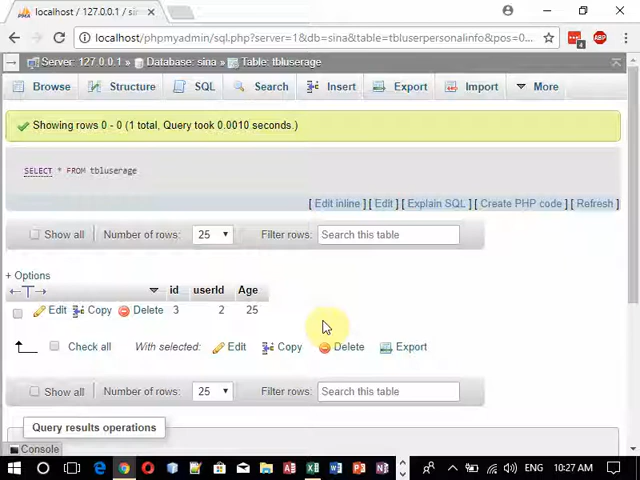 localhost / 127.0.0.1 / sin
localhost/phpmyadmin/sql.php?server=1&db=sina&table=tbluserpersonalinfo&pos=0...
4
ABP
Server: 127.0.0.1 » Database: sina » Table: tbluserage
Browse Structure SQL Search Insert Export Import More
Showing rows 0 - 0 (1 total, Query took 0.0010 seconds.)
SELECT * FROM tbluserage
[ Edit inline ] [ Edit ] [ Explain SQL ] [ Create PHP code ] [ Refresh ]
Show all Number of rows: 25 Filter rows: Search this table
+ Options
←T→ id userId Age
Edit Copy Delete 3 2 25
Check all With selected: Edit Copy Delete Export
Show all Number of rows: 25 Filter rows: Search this table
Query results operations
Console
ENG 10:27 AM